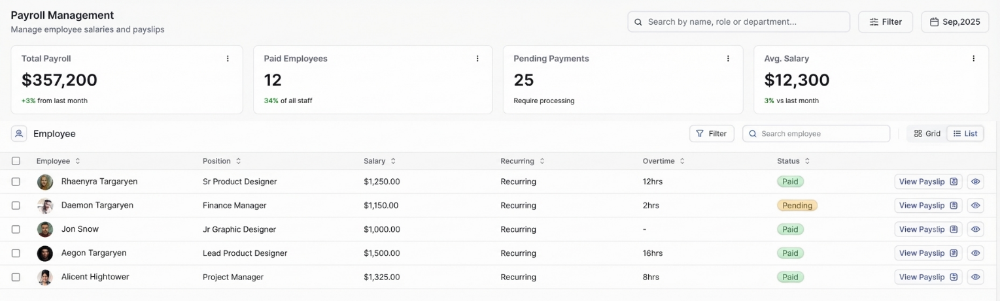 Payroll Management
Manage employee salaries and payslips
Search by name, role or department...
Filter
Sep,2025
Total Payroll
$357,200
+3% from last month
Paid Employees
12
34% of all staff
Pending Payments
25
Require processing
Avg. Salary
$12,300
3% vs last month
Employee
Filter
Search employee
Grid
List
Employee Position Salary Recurring Overtime Status
Rhaenyra Targaryen Sr Product Designer $1,250.00 Recurring 12hrs Paid View Payslip
Daemon Targaryen Finance Manager $1,150.00 Recurring 2hrs Pending View Payslip
Jon Snow Jr Graphic Designer $1,000.00 Recurring - Paid View Payslip
Aegon Targaryen Lead Product Designer $1,500.00 Recurring 16hrs Paid View Payslip
Alicent Hightower Project Manager $1,325.00 Recurring 8hrs Paid View Payslip